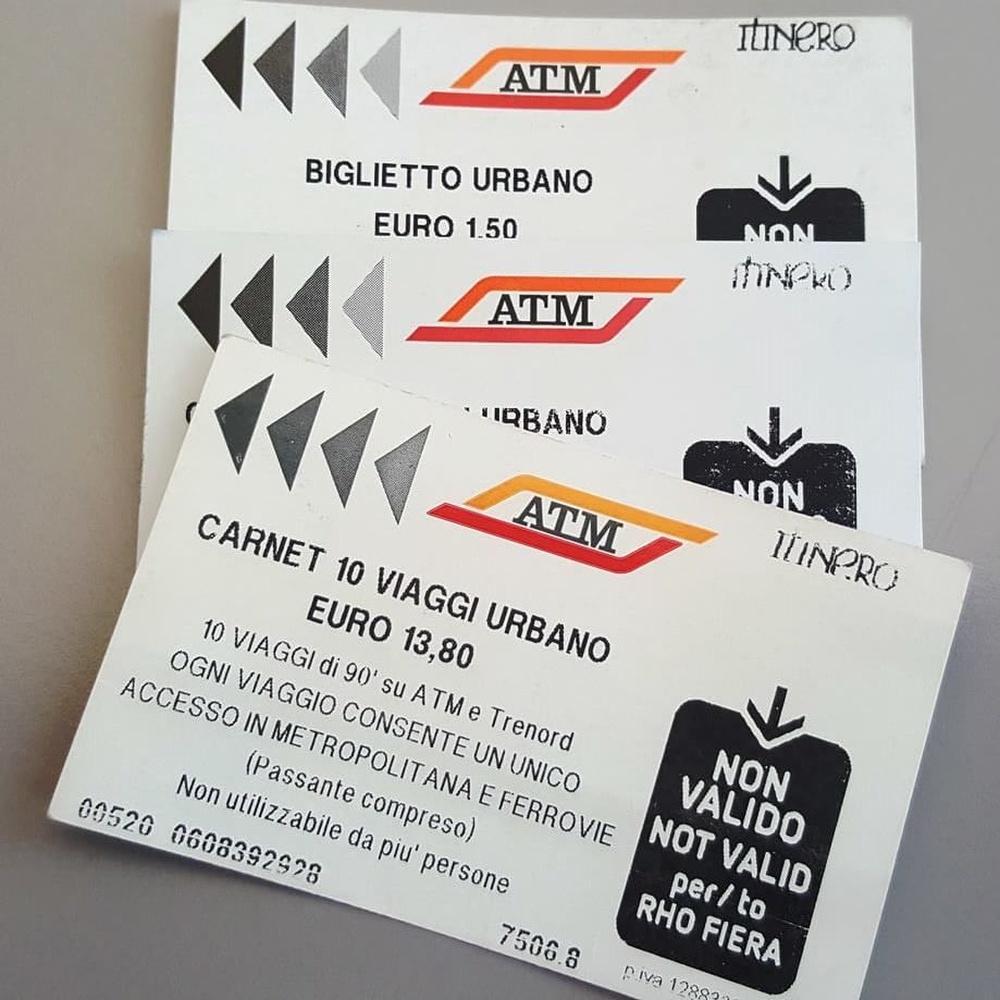 ATM
ITINERO
BIGLIETTO URBANO
EURO 1.50
NON
ATM
ITINERO
URBANO
NON
ATM
ITINERO
CARNET 10 VIAGGI URBANO
EURO 13,80
10 VIAGGI di 90' su ATM e Trenord
OGNI VIAGGIO CONSENTE UN UNICO
ACCESSO IN METROPOLITANA E FERROVIE
(Passante compreso)
Non utilizzabile da piu' persone
00520 0608392928
7506.8
NON
VALIDO
NOT VALID
per/to
RHO FIERA
p.iva